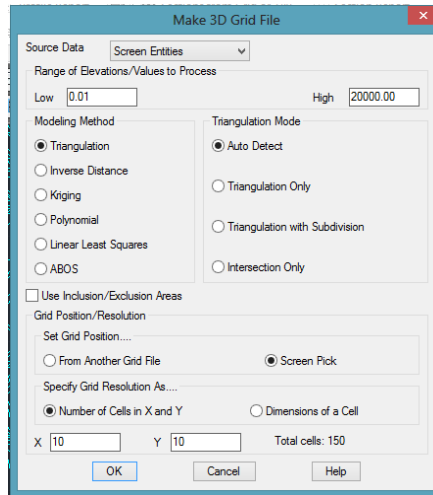 Make 3D Grid File
Source Data Screen Entities
Range of Elevations/Values to Process
Low 0.01 High 20000.00
Modeling Method Triangulation Mode
Triangulation Auto Detect
Inverse Distance
Kriging Triangulation Only
Polynomial
Linear Least Squares Triangulation with Subdivision
ABOS Intersection Only
Use Inclusion/Exclusion Areas
Grid Position/Resolution
Set Grid Position....
From Another Grid File Screen Pick
Specify Grid Resolution As....
Number of Cells in X and Y Dimensions of a Cell
X 10 Y 10 Total cells: 150
OK Cancel Help